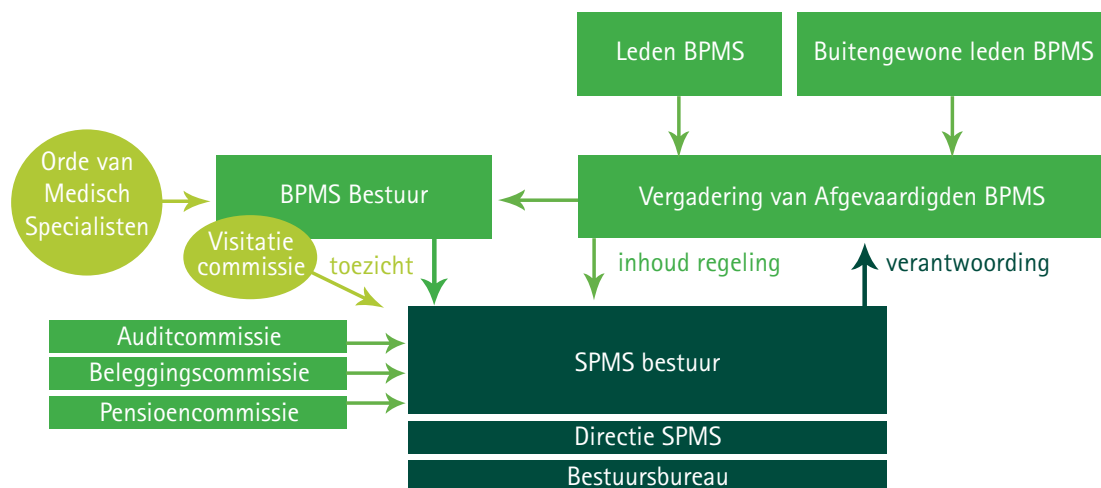 Leden BPMS
Buitengewone leden BPMS
Orde van
Medisch
Specialisten
BPMS Bestuur
Vergadering van Afgevaardigden BPMS
Visitatie
commissie
toezicht
inhoud regeling
verantwoording
Auditcommissie
Beleggingscommissie
Pensioencommissie
SPMS bestuur
Directie SPMS
Bestuursbureau